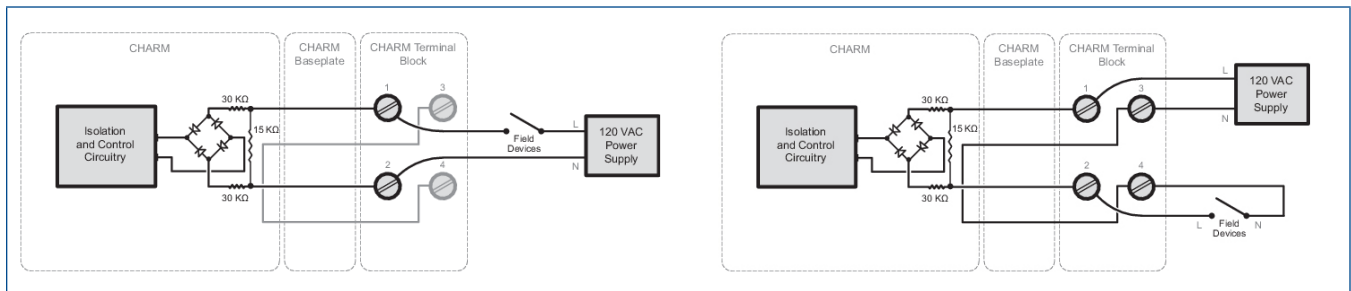 CHARM
CHARM
Baseplate
CHARM Terminal
Block
1
3
30 KΩ
15 KΩ
30 KΩ
Isolation
and Control
Circuitry
L
Field
Devices
120 VAC
Power
Supply
N
2
4
CHARM
CHARM
Baseplate
CHARM Terminal
Block
L
120 VAC
Power
Supply
N
1
3
30 KΩ
15 KΩ
30 KΩ
Isolation
and Control
Circuitry
2
4
L
Field
Devices
N